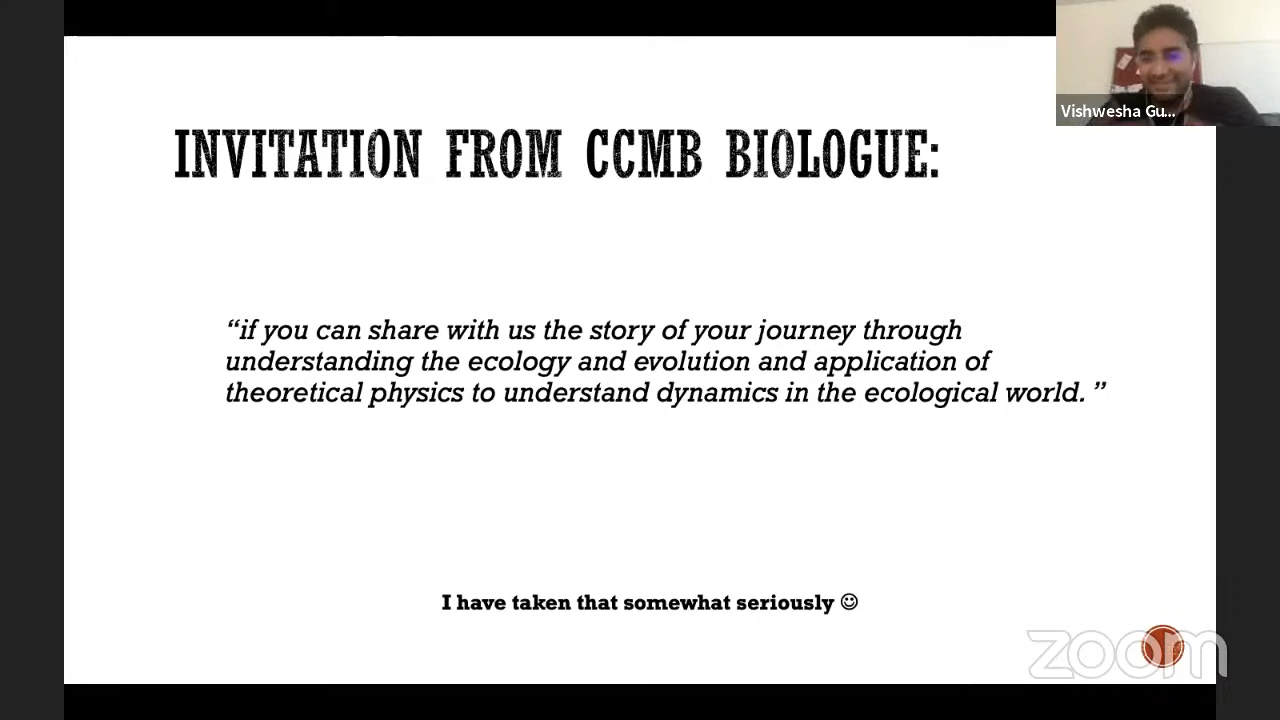 Vishwesha Gu...
INVITATION FROM CCMB BIOLOGUE:
“if you can share with us the story of your journey through
understanding the ecology and evolution and application of
theoretical physics to understand dynamics in the ecological world. ”
I have taken that somewhat seriously ☺
zoom